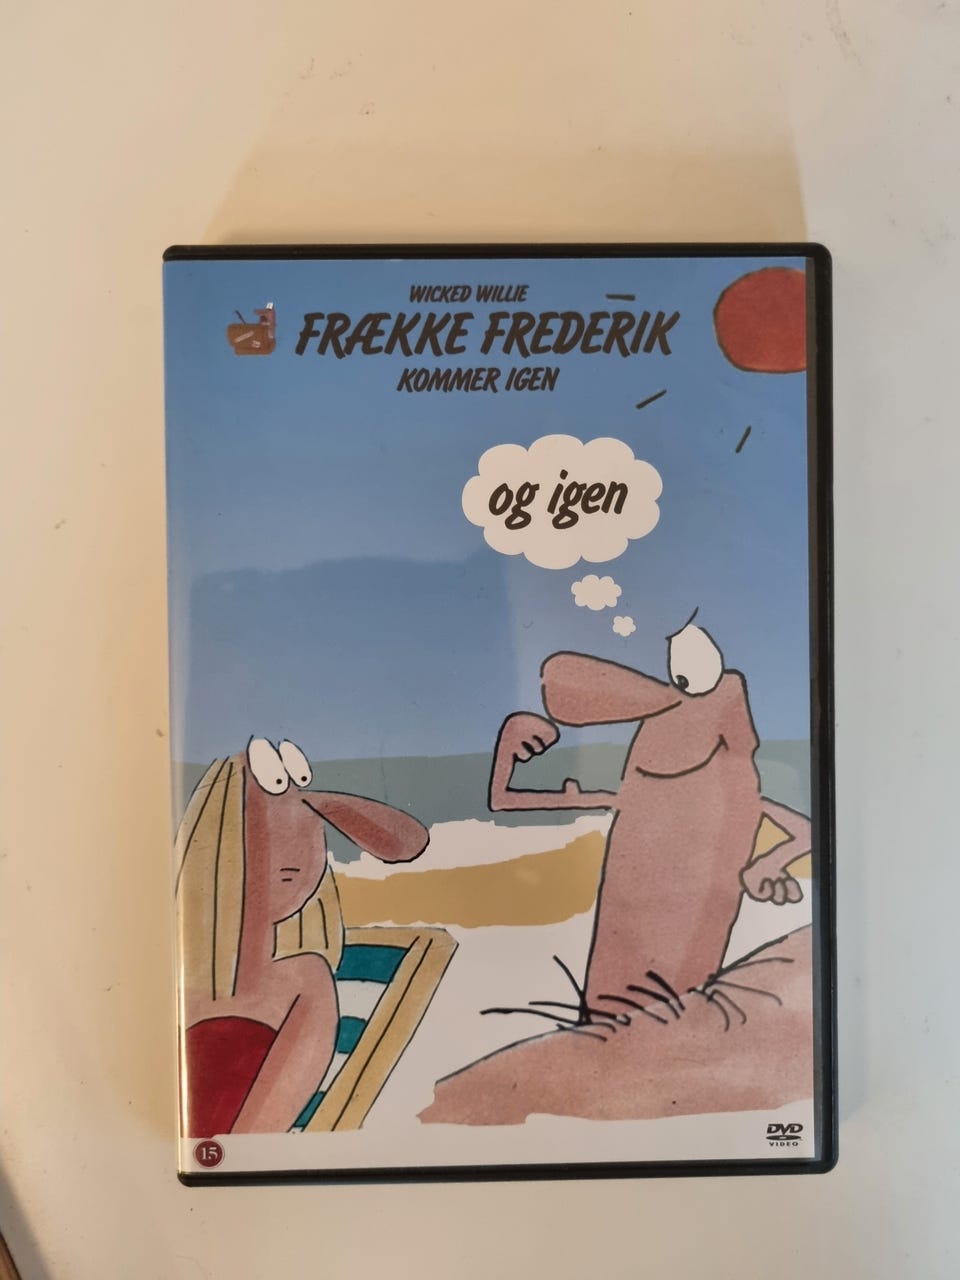 WICKED WILLIE
FRÆKKE FREDERIK
KOMMER IGEN
og igen
15
DVD
VIDEO